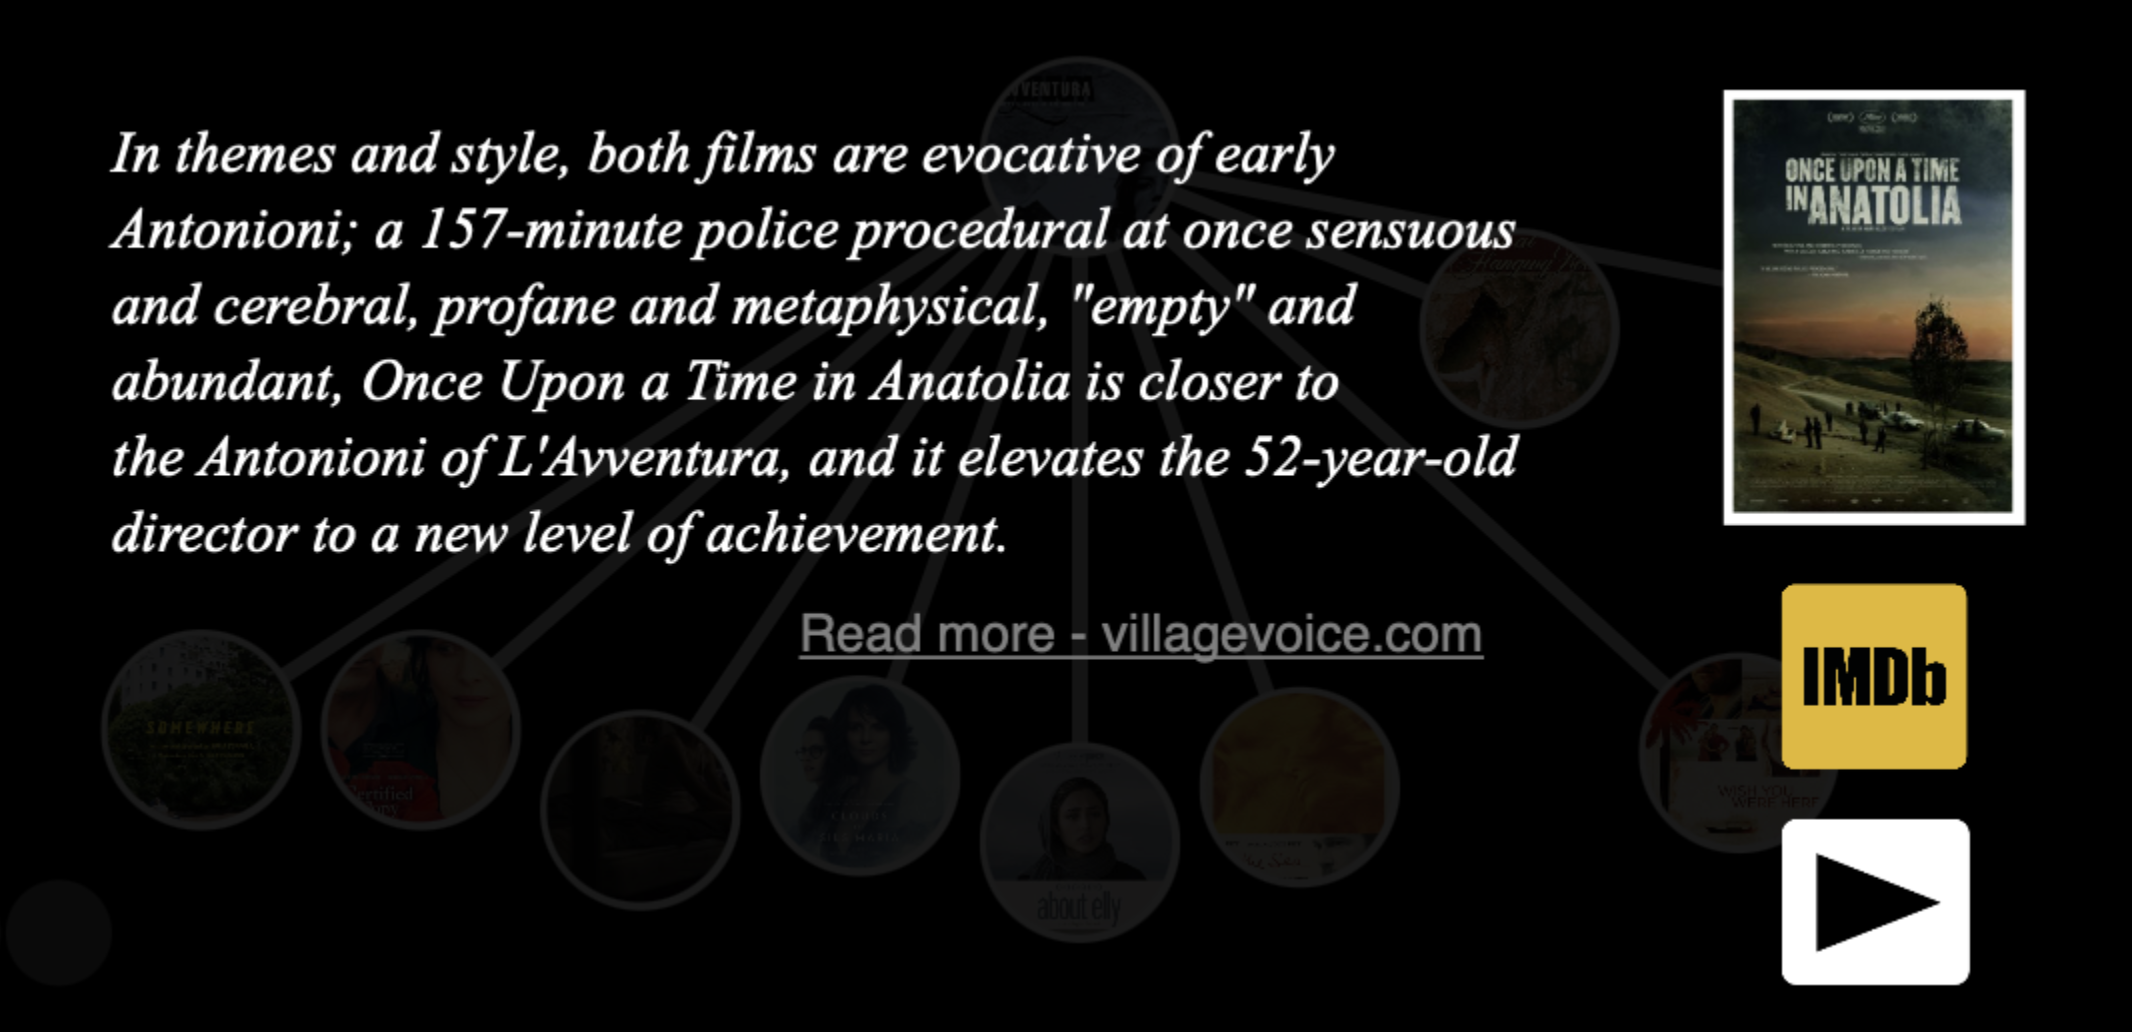 In themes and style, both films are evocative of early
Antonioni; a 157-minute police procedural at once sensuous
and cerebral, profane and metaphysical, "empty" and
abundant, Once Upon a Time in Anatolia is closer to
the Antonioni of L'Avventura, and it elevates the 52-year-old
director to a new level of achievement.
Read more - villagevoice.com
ONCE UPON A TIME
IN ANATOLIA
IMDb
SOMEWHERE
WISH YOU
WERE HERE
about elly